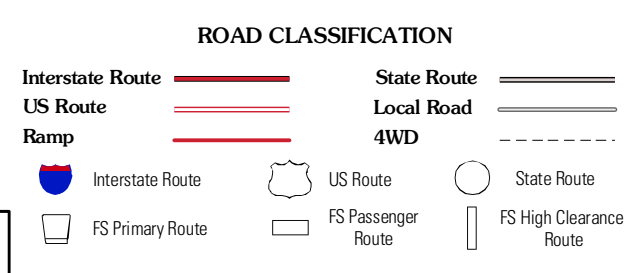 ROAD CLASSIFICATION
Interstate Route
State Route
US Route
Local Road
Ramp
4WD
Interstate Route
US Route
State Route
FS Primary Route
FS Passenger
Route
FS High Clearance
Route